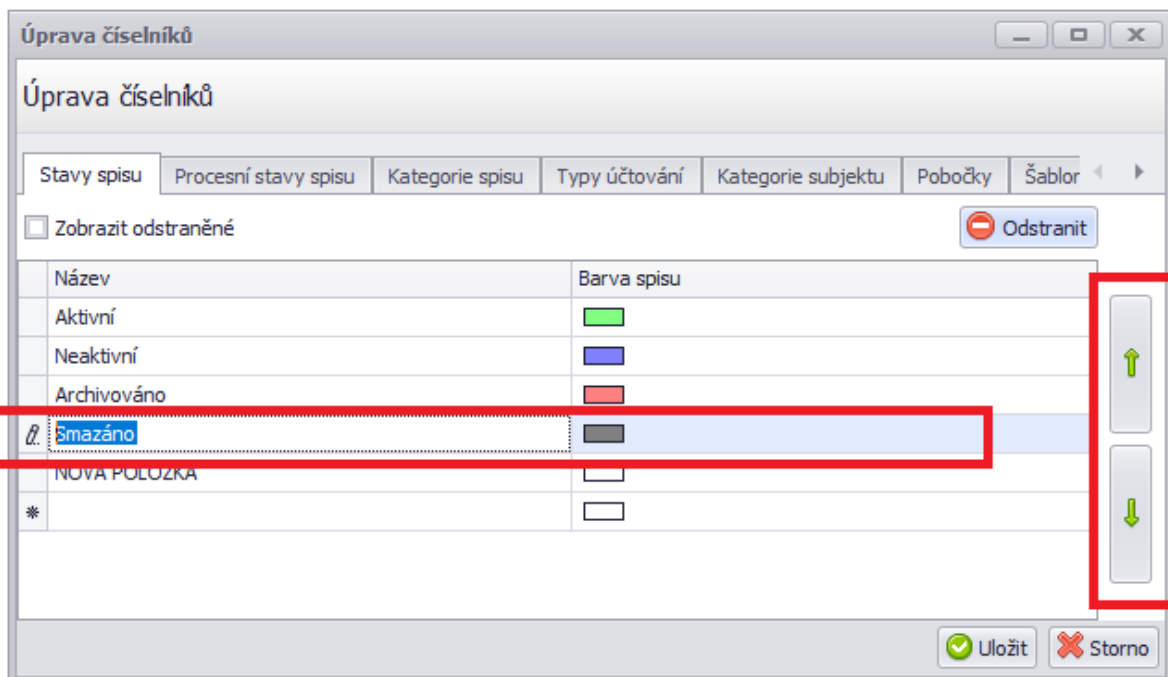 Úprava číselníků
Úprava číselníků
Stavy spisu Procesní stavy spisu Kategorie spisu Typy účtování Kategorie subjektu Pobočky Šablor
Zobrazit odstraněné Odstranit
Název Barva spisu
Aktivní
Neaktivní
Archivováno
Smazáno
NOVÁ POLOŽKA
Uložit Storno